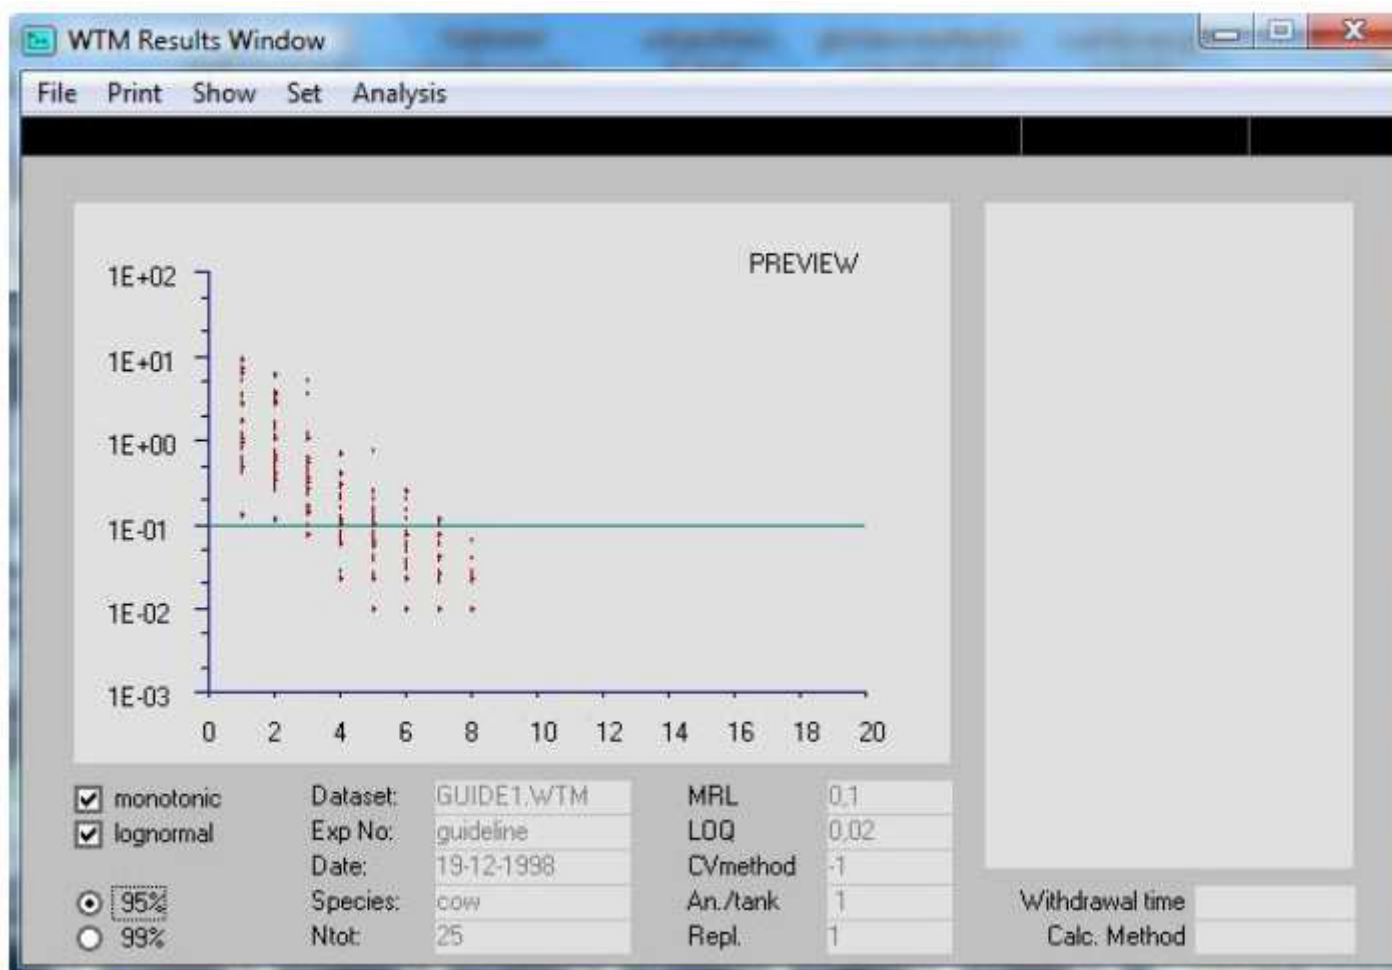 WTM Results Window
File Print Show Set Analysis
PREVIEW
1E+02
1E+01
1E+00
1E-01
1E-02
1E-03
0 2 4 6 8 10 12 14 16 18 20
monotonic Dataset: GUIDE1.WTM MRL 0,1
lognormal Exp No: guideline LOQ 0,02
Date: 19-12-1998 CVmethod -1
95% Species: cow An./tank 1 Withdrawal time
99% Ntot: 25 Repl. 1 Calc. Method